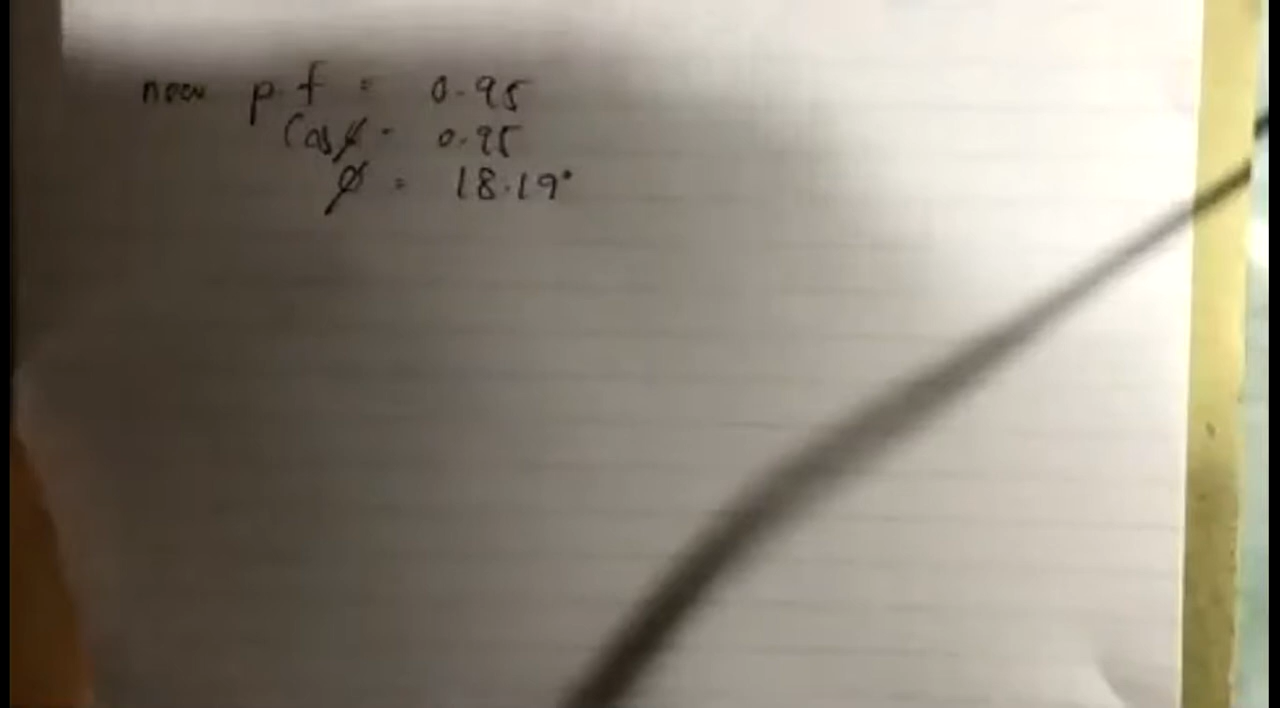 now p.f = 0.95
Cosϕ = 0.95
ϕ = 18.19°